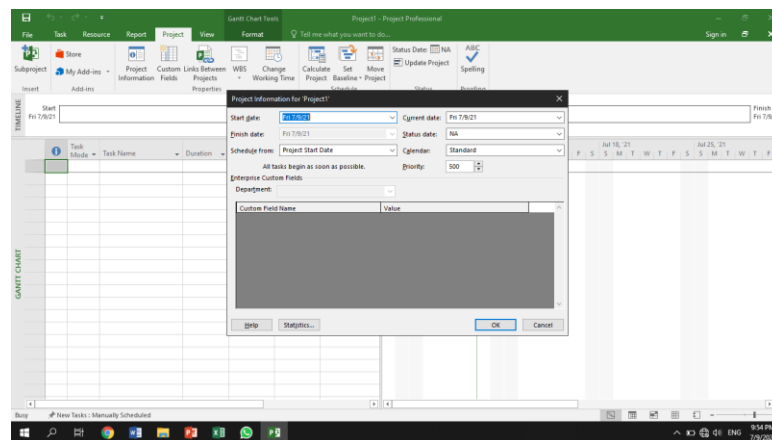 Gantt Chart Tools
Project1 - Project Professional
File Task Resource Report Project View Format Tell me what you want to do... Sign in
Subproject
Store
My Add-ins
Project Information
Custom Fields
Links Between Projects
WBS
Change Working Time
Calculate Project
Set Baseline
Move Project
Status Date: NA
Update Project
ABC
Spelling
Insert Add-ins Properties Schedule Status Proofing
TIMELINE
Start
Fri 7/9/21
Finish
Project Information for 'Project1'
Start date: Fri 7/9/21 Current date: Fri 7/9/21
Finish date: Fri 7/9/21 Status date: NA
Schedule from: Project Start Date Calendar: Standard
All tasks begin as soon as possible. Priority: 500
Enterprise Custom Fields
Department:
Custom Field Name Value
Help Statistics... OK Cancel
Task Mode Task Name Duration
Jul 18, '21 Jul 25, '21
F S S M T W T F S S M T W T F
GANTT CHART
Busy New Tasks : Manually Scheduled
ENG
9:54 PM